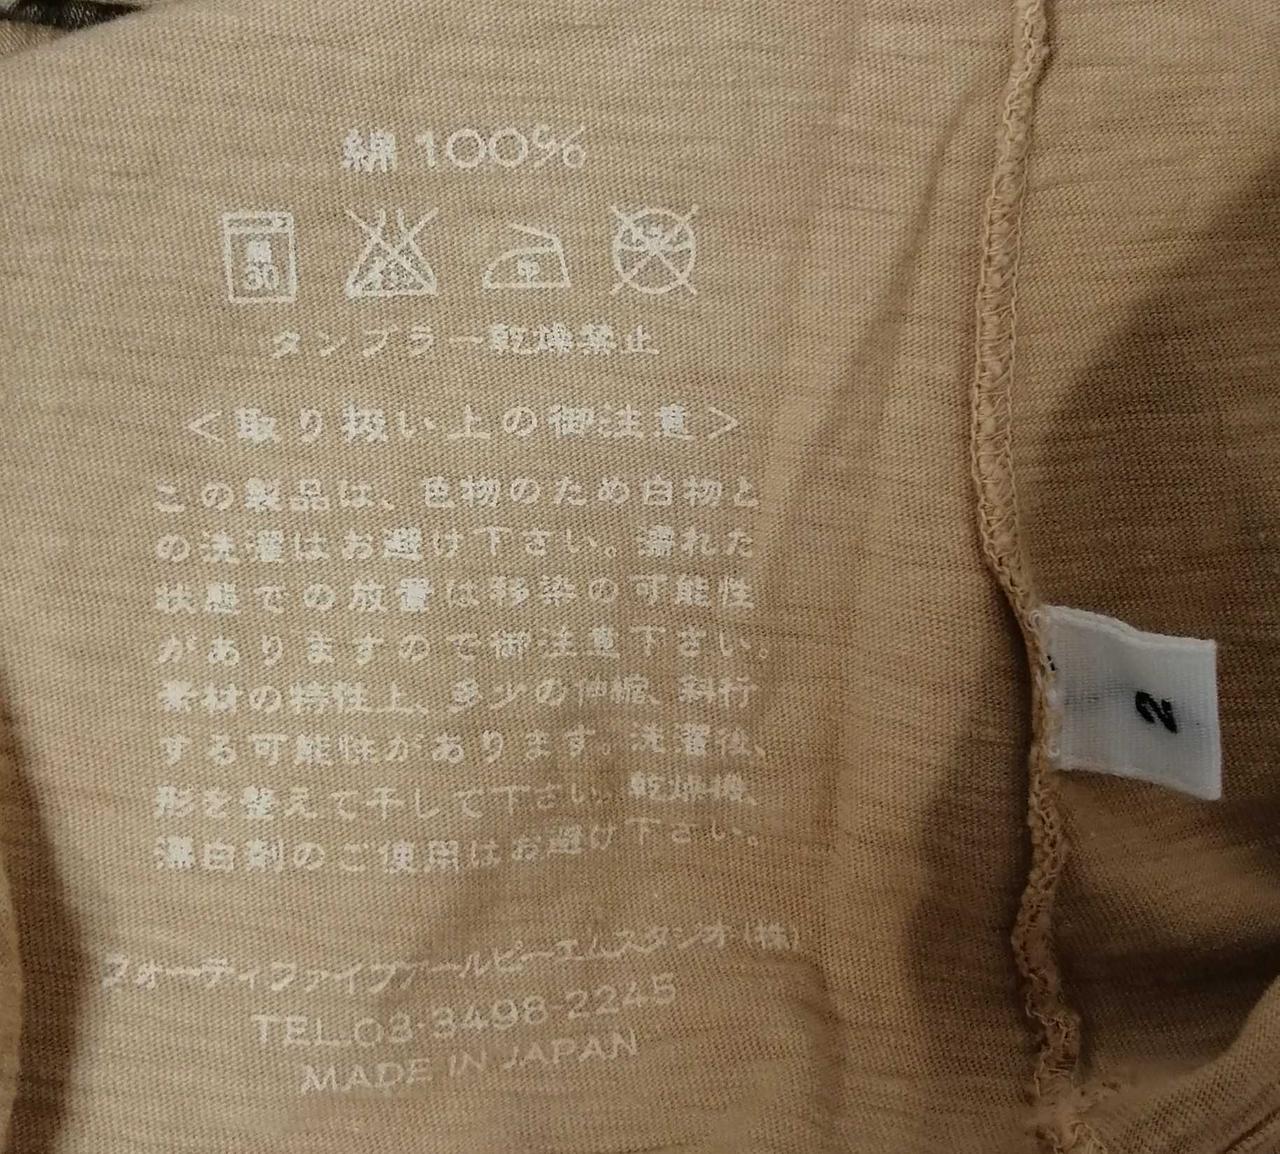 綿 100%
弱
30
中
タンブラー乾燥禁止
<取り扱い上の御注意>
この製品は、色物のため白物と
の洗濯はお避け下さい。濡れた
状態での放置は移染の可能性
がありますので御注意下さい。
素材の特性上、多少の伸縮、斜行
する可能性があります。洗濯後、
形を整えて干して下さい。乾燥機、
漂白剤のご使用はお避け下さい。
フォーティファイブアールピーエムスタジオ(株)
TEL.03-3498-2245
MADE IN JAPAN
2